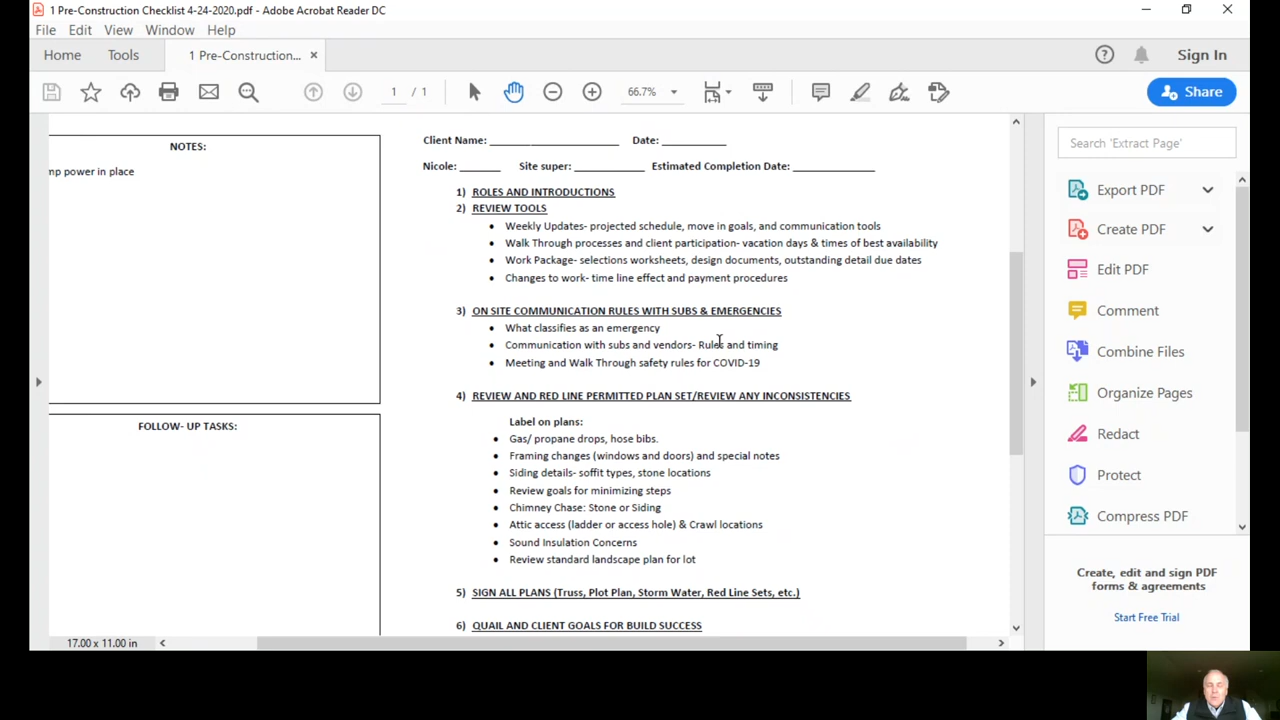 1 Pre-Construction Checklist 4-24-2020.pdf - Adobe Acrobat Reader DC
File Edit View Window Help
Home Tools 1 Pre-Construction... × Sign In
1 / 1 66.7% Share
NOTES:
mp power in place
FOLLOW- UP TASKS:
17.00 x 11.00 in
Client Name: ______________________ Date: ___________
Nicole: _______ Site super: ____________ Estimated Completion Date: ______________
1) ROLES AND INTRODUCTIONS
2) REVIEW TOOLS
• Weekly Updates- projected schedule, move in goals, and communication tools
• Walk Through processes and client participation- vacation days & times of best availability
• Work Package- selections worksheets, design documents, outstanding detail due dates
• Changes to work- time line effect and payment procedures
3) ON SITE COMMUNICATION RULES WITH SUBS & EMERGENCIES
• What classifies as an emergency
• Communication with subs and vendors- Rules and timing
• Meeting and Walk Through safety rules for COVID-19
4) REVIEW AND RED LINE PERMITTED PLAN SET/REVIEW ANY INCONSISTENCIES
Label on plans:
• Gas/ propane drops, hose bibs.
• Framing changes (windows and doors) and special notes
• Siding details- soffit types, stone locations
• Review goals for minimizing steps
• Chimney Chase: Stone or Siding
• Attic access (ladder or access hole) & Crawl locations
• Sound Insulation Concerns
• Review standard landscape plan for lot
5) SIGN ALL PLANS (Truss, Plot Plan, Storm Water, Red Line Sets, etc.)
6) QUAIL AND CLIENT GOALS FOR BUILD SUCCESS
Search 'Extract Page'
Export PDF
Create PDF
Edit PDF
Comment
Combine Files
Organize Pages
Redact
Protect
Compress PDF
Create, edit and sign PDF
forms & agreements
Start Free Trial